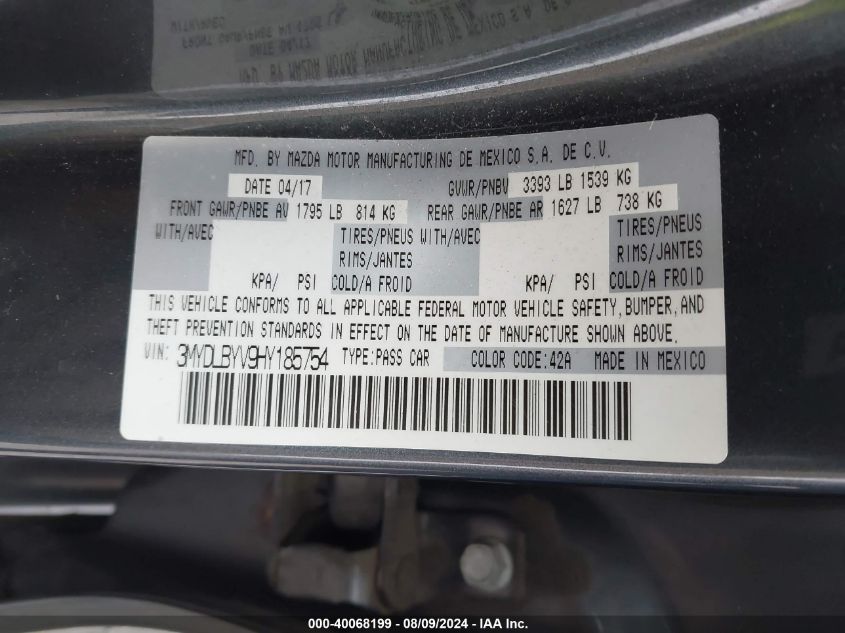 MFD. BY MAZDA MOTOR MANUFACTURING DE MEXICO S.A. DE C.V.
DATE 04/17 GVWR/PNBV 3393 LB 1539 KG
FRONT GAWR/PNBE AV 1795 LB 814 KG REAR GAWR/PNBE AR 1627 LB 738 KG
WITH/AVEC TIRES/PNEUS WITH/AVEC TIRES/PNEUS
RIMS/JANTES RIMS/JANTES
KPA/ PSI COLD/A FROID KPA/ PSI COLD/A FROID
THIS VEHICLE CONFORMS TO ALL APPLICABLE FEDERAL MOTOR VEHICLE SAFETY, BUMPER, AND
THEFT PREVENTION STANDARDS IN EFFECT ON THE DATE OF MANUFACTURE SHOWN ABOVE.
VIN: 3MYDLBYV9HY185754 TYPE:PASS CAR COLOR CODE:42A MADE IN MEXICO
000-40068199 - 08/09/2024 - IAA Inc.